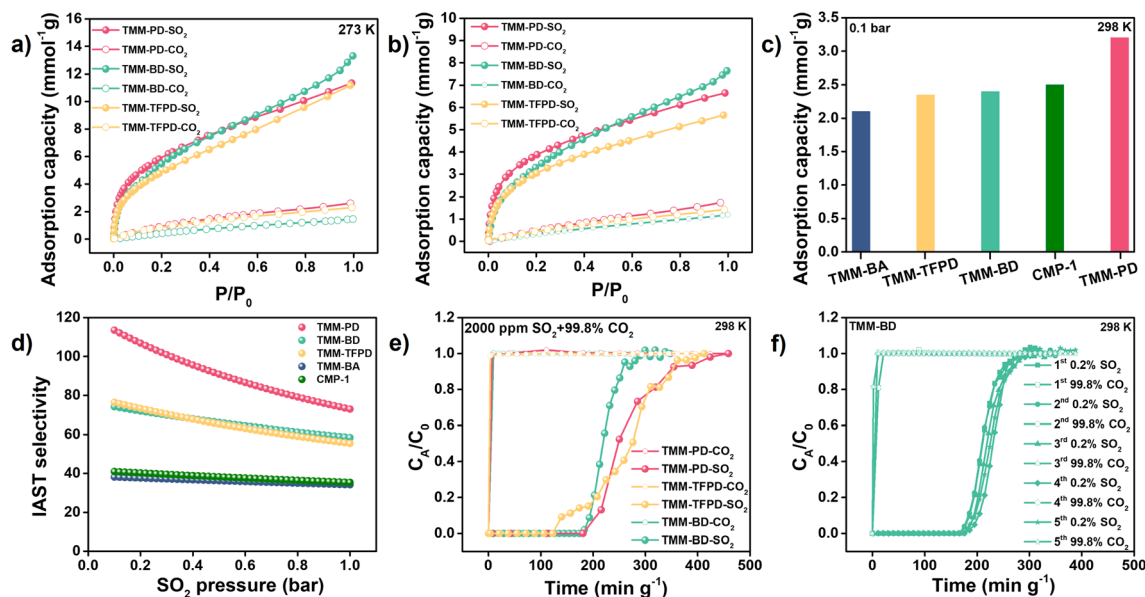 a)
273 K
TMM-PD-SO₂
TMM-PD-CO₂
TMM-BD-SO₂
TMM-BD-CO₂
TMM-TFPD-SO₂
TMM-TFPD-CO₂
Adsorption capacity (mmol⁻¹g)
16
14
12
10
8
6
4
2
0
0.0 0.2 0.4 0.6 0.8 1.0
P/P₀
b)
TMM-PD-SO₂
TMM-PD-CO₂
TMM-BD-SO₂
TMM-BD-CO₂
TMM-TFPD-SO₂
TMM-TFPD-CO₂
Adsorption capacity (mmol⁻¹g)
10
9
8
7
6
5
4
3
2
1
0
0.0 0.2 0.4 0.6 0.8 1.0
P/P₀
c)
0.1 bar
298 K
Adsorption capacity (mmol⁻¹g)
3.5
3.0
2.5
2.0
1.5
1.0
0.5
0.0
TMM-BA
TMM-TFPD
TMM-BD
CMP-1
TMM-PD
d)
TMM-PD
TMM-BD
TMM-TFPD
TMM-BA
CMP-1
IAST selectivity
120
100
80
60
40
20
0
0.0 0.2 0.4 0.6 0.8 1.0
SO₂ pressure (bar)
e)
2000 ppm SO₂+99.8% CO₂
298 K
C_A/C₀
1.2
1.0
0.8
0.6
0.4
0.2
0.0
TMM-PD-CO₂
TMM-PD-SO₂
TMM-TFPD-CO₂
TMM-TFPD-SO₂
TMM-BD-CO₂
TMM-BD-SO₂
0 100 200 300 400 500
Time (min g⁻¹)
f)
TMM-BD
298 K
C_A/C₀
1.2
1.0
0.8
0.6
0.4
0.2
0.0
1ˢᵗ 0.2% SO₂
1ˢᵗ 99.8% CO₂
2ⁿᵈ 0.2% SO₂
2ⁿᵈ 99.8% CO₂
3ʳᵈ 0.2% SO₂
3ʳᵈ 99.8% CO₂
4ᵗʰ 0.2% SO₂
4ᵗʰ 99.8% CO₂
5ᵗʰ 0.2% SO₂
5ᵗʰ 99.8% CO₂
0 100 200 300 400 500
Time (min g⁻¹)